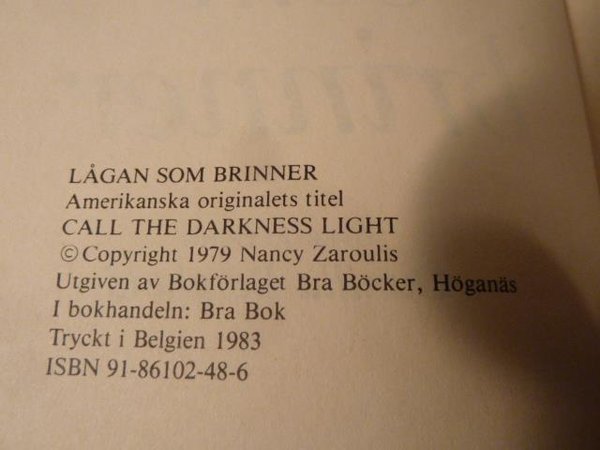 LÅGAN SOM BRINNER
Amerikanska originalets titel
CALL THE DARKNESS LIGHT
© Copyright 1979 Nancy Zaroulis
Utgiven av Bokförlaget Bra Böcker, Höganäs
I bokhandeln: Bra Bok
Tryckt i Belgien 1983
ISBN 91-86102-48-6